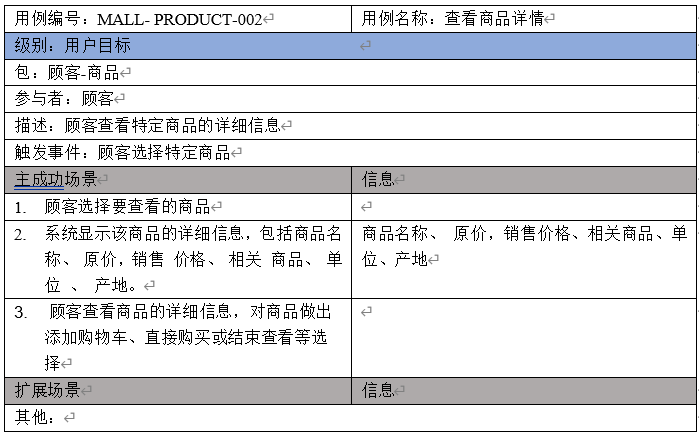 用例编号：MALL- PRODUCT-002 用例名称：查看商品详情
级别：用户目标
包：顾客-商品
参与者：顾客
描述：顾客查看特定商品的详细信息
触发事件：顾客选择特定商品
主成功场景 信息
1. 顾客选择要查看的商品
2. 系统显示该商品的详细信息，包括商品名
称、 原价，销售 价格、 相关 商品、 单
位 、 产地。
商品名称、 原价，销售价格、相关商品、单
位、产地
3. 顾客查看商品的详细信息，对商品做出
添加购物车、直接购买或结束查看等选
择
扩展场景 信息
其他：